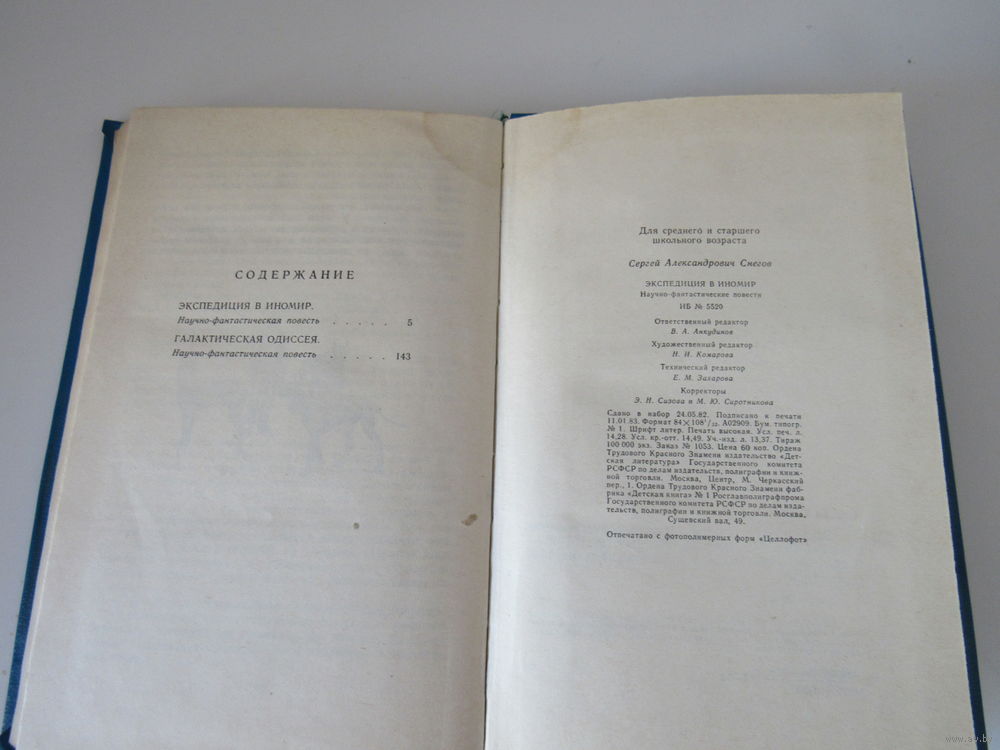 СОДЕРЖАНИЕ
ЭКСПЕДИЦИЯ В ИНОМИР.
Научно-фантастическая повесть . . . . . 5
ГАЛАКТИЧЕСКАЯ ОДИССЕЯ.
Научно-фантастическая повесть . . . . . 143
Для среднего и старшего
школьного возраста
Сергей Александрович Снегов
ЭКСПЕДИЦИЯ В ИНОМИР
Научно-фантастические повести
ИБ № 5520
Ответственный редактор
В. А. Анкудинов
Художественный редактор
Н. И. Комарова
Технический редактор
Е. М. Захарова
Корректоры
Э. Н. Сизова и М. Ю. Сиротникова
Сдано в набор 24.05.82. Подписано к печати
11.01.83. Формат 84×108¹/₃₂. А02909. Бум. типогр.
№ 1. Шрифт литер. Печать высокая. Усл. печ. л.
14,28. Усл. кр.-отт. 14,49. Уч.-изд. л. 13,37. Тираж
100 000 экз. Заказ № 1053. Цена 60 коп. Ордена
Трудового Красного Знамени издательство «Дет-
ская литература» Государственного комитета
РСФСР по делам издательств, полиграфии и книж-
ной торговли. Москва, Центр, М. Черкасский
пер., 1. Ордена Трудового Красного Знамени фаб-
рика «Детская книга» № 1 Росглавполиграфпрома
Государственного комитета РСФСР по делам изда-
тельств, полиграфии и книжной торговли. Москва,
Сущевский вал, 49.
Отпечатано с фотополимерных форм «Целлофот»
www.av.by